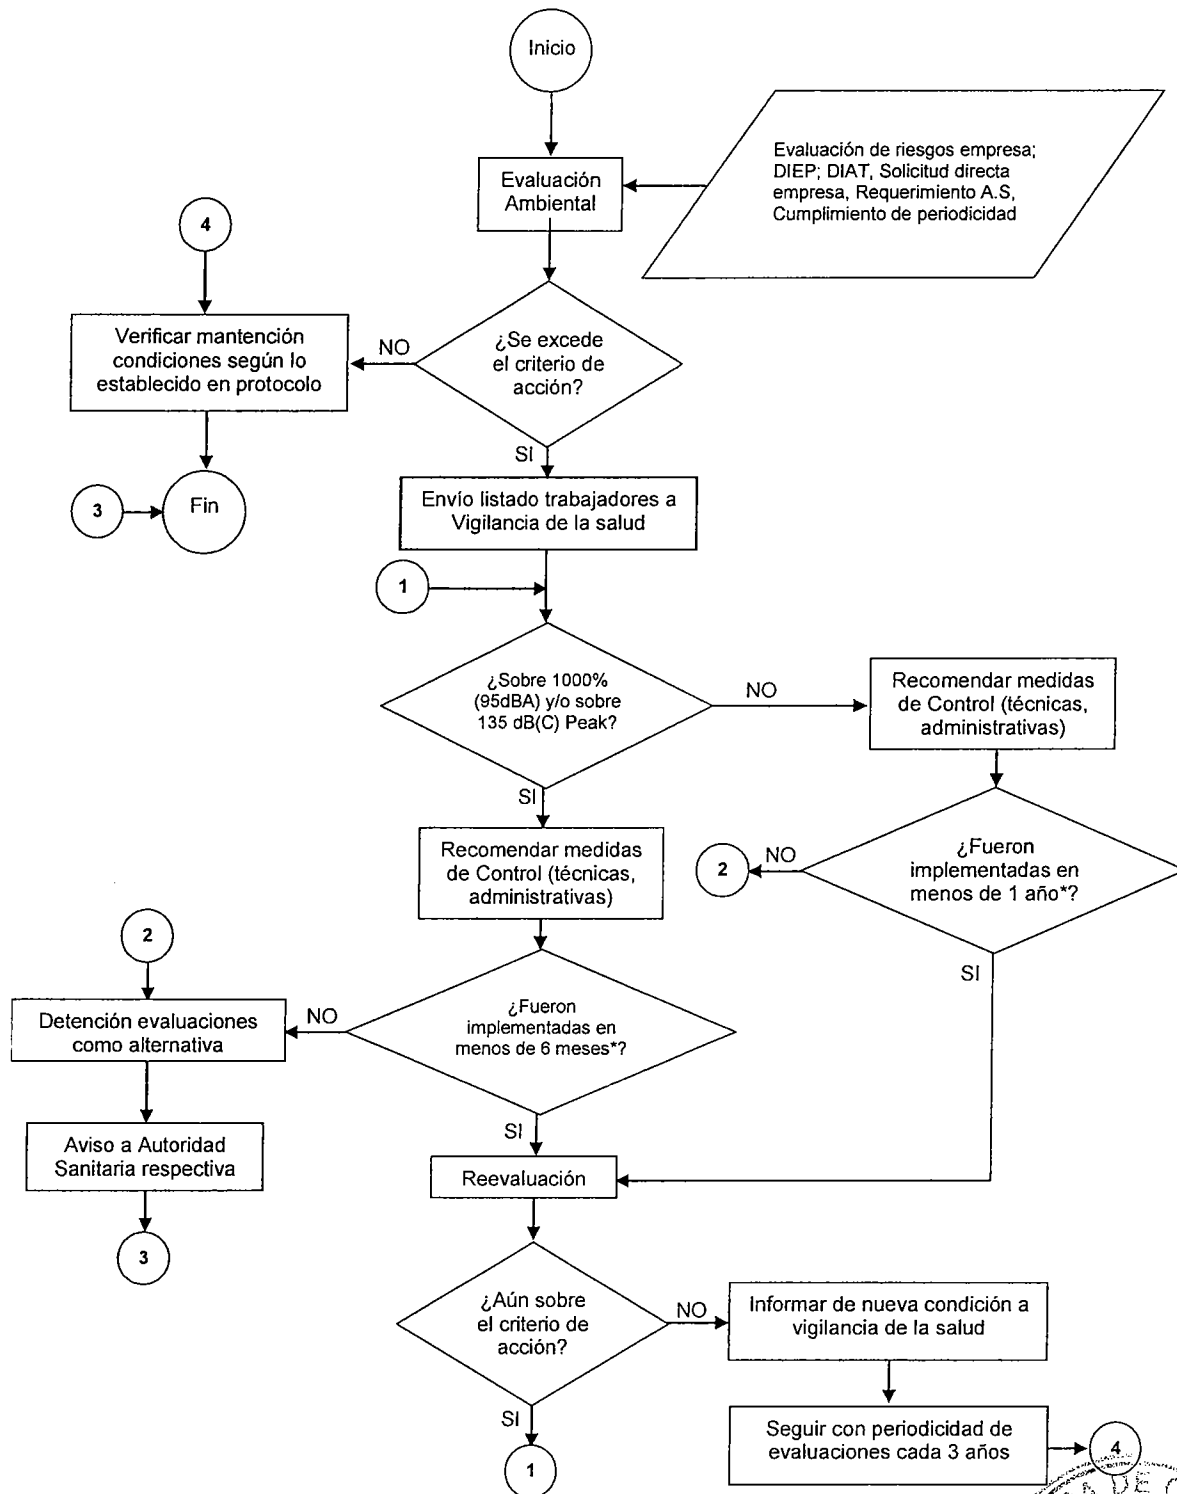 Inicio
Evaluación de riesgos empresa;
DIEP; DIAT, Solicitud directa
empresa, Requerimiento A.S,
Cumplimiento de periodicidad
Evaluación
Ambiental
4
Verificar mantención
condiciones según lo
establecido en protocolo
NO
¿Se excede
el criterio de
acción?
SI
3
Fin
Envío listado trabajadores a
Vigilancia de la salud
1
¿Sobre 1000%
(95dBA) y/o sobre
135 dB(C) Peak?
NO
Recomendar medidas
de Control (técnicas,
administrativas)
SI
Recomendar medidas
de Control (técnicas,
administrativas)
2
NO
¿Fueron
implementadas en
menos de 1 año*?
SI
2
Detención evaluaciones
como alternativa
NO
¿Fueron
implementadas en
menos de 6 meses*?
SI
Aviso a Autoridad
Sanitaria respectiva
Reevaluación
3
¿Aún sobre
el criterio de
acción?
NO
Informar de nueva condición a
vigilancia de la salud
SI
Seguir con periodicidad de
evaluaciones cada 3 años
4
1
DE